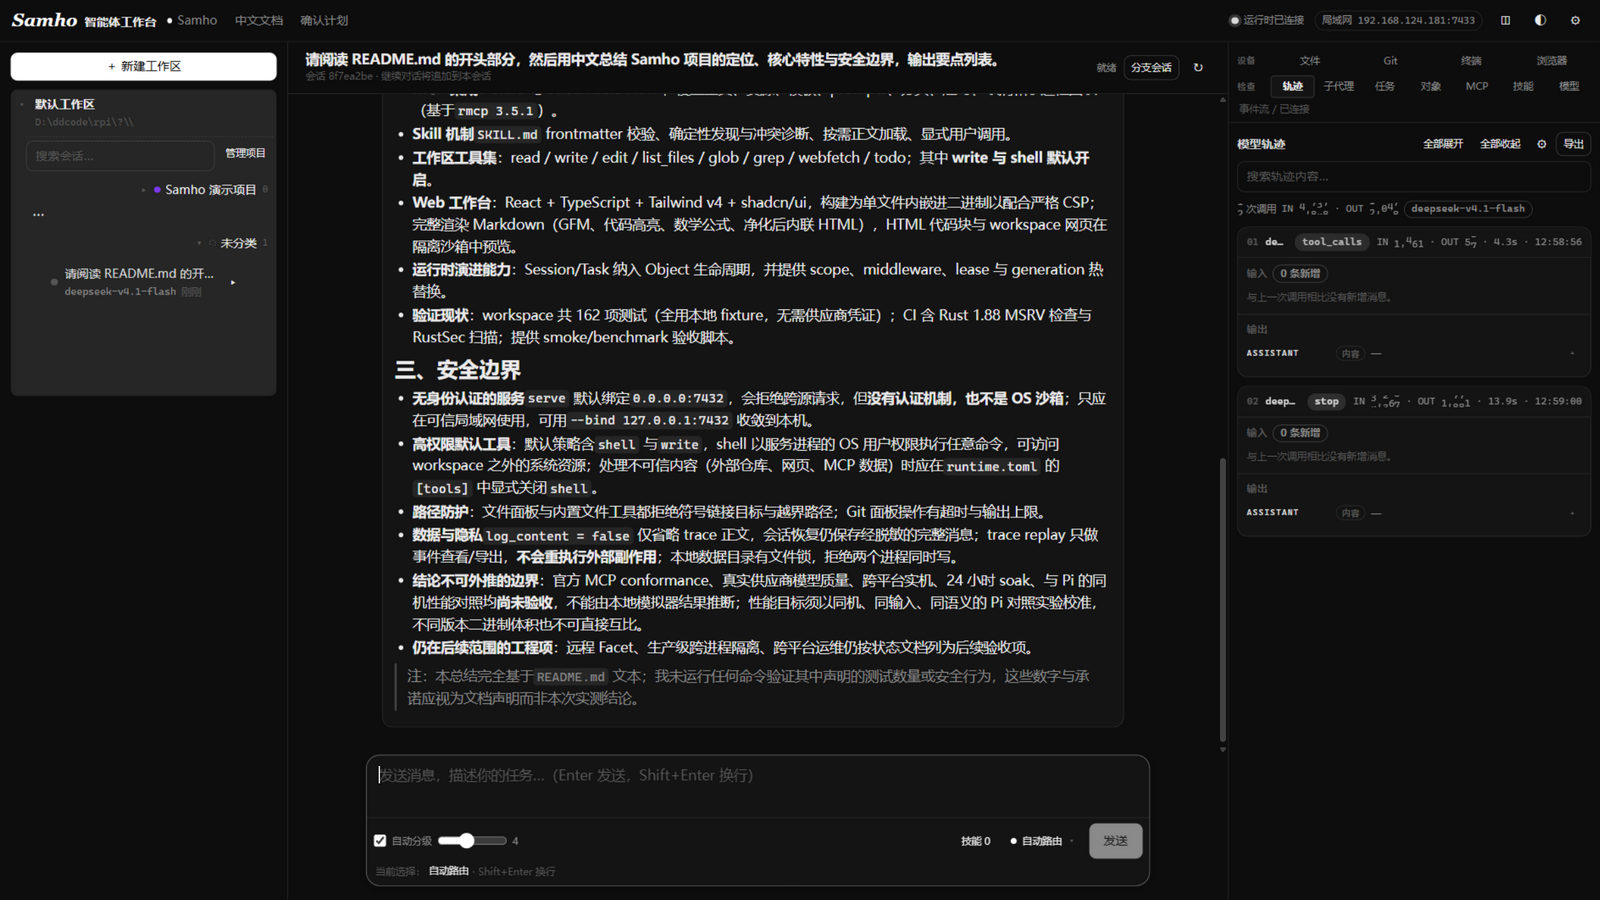 Samho 智能体工作台 ● Samho 中文文档 确认计划
运行时已连接 局域网 192.168.124.181:7433
+ 新建工作区
默认工作区
D:\ddcode\rpi\?\\
搜索会话...
管理项目
Samho 演示项目 0
...
未分类 1
请阅读 README.md 的开...
deepseek-v4.1-flash 刚刚
请阅读 README.md 的开头部分，然后用中文总结 Samho 项目的定位、核心特性与安全边界，输出要点列表。
会话 8f7ea2be · 继续对话将追加到本会话
就绪 分支会话
（基于 rmcp 3.5.1 ）。
• Skill 机制 SKILL.md frontmatter 校验、确定性发现与冲突诊断、按需正文加载、显式用户调用。
• 工作区工具集：read / write / edit / list_files / glob / grep / webfetch / todo；其中 write 与 shell 默认开
启。
• Web 工作台：React + TypeScript + Tailwind v4 + shadcn/ui，构建为单文件内嵌进二进制以配合严格 CSP；
完整渲染 Markdown（GFM、代码高亮、数学公式、净化后内联 HTML），HTML 代码块与 workspace 网页在
隔离沙箱中预览。
• 运行时演进能力：Session/Task 纳入 Object 生命周期，并提供 scope、middleware、lease 与 generation 热
替换。
• 验证现状：workspace 共 162 项测试（全用本地 fixture，无需供应商凭证）；CI 含 Rust 1.88 MSRV 检查与
RustSec 扫描；提供 smoke/benchmark 验收脚本。
三、安全边界
• 无身份认证的服务 serve 默认绑定 0.0.0.0:7432 ，会拒绝跨源请求，但没有认证机制，也不是 OS 沙箱；只应
在可信局域网使用，可用 --bind 127.0.0.1:7432 收敛到本机。
• 高权限默认工具：默认策略含 shell 与 write ，shell 以服务进程的 OS 用户权限执行任意命令，可访问
workspace 之外的系统资源；处理不可信内容（外部仓库、网页、MCP 数据）时应在 runtime.toml 的
[tools] 中显式关闭 shell 。
• 路径防护：文件面板与内置文件工具都拒绝符号链接目标与越界路径；Git 面板操作有超时与输出上限。
• 数据与隐私 log_content = false 仅省略 trace 正文，会话恢复仍保存经脱敏的完整消息；trace replay 只做
事件查看/导出，不会重执行外部副作用；本地数据目录有文件锁，拒绝两个进程同时写。
• 结论不可外推的边界：官方 MCP conformance、真实供应商模型质量、跨平台实机、24 小时 soak、与 Pi 的同
机性能对照均尚未验收，不能由本地模拟器结果推断；性能目标须以同机、同输入、同语义的 Pi 对照实验校准，
不同版本二进制体积也不可直接互比。
• 仍在后续范围的工程项：远程 Facet、生产级跨进程隔离、跨平台运维仍按状态文档列为后续验收项。
注：本总结完全基于 README.md 文本；我未运行任何命令验证其中声明的测试数量或安全行为，这些数字与承
诺应视为文档声明而非本次实测结论。
发送消息，描述你的任务...（Enter 发送，Shift+Enter 换行）
自动分级 4
技能 0 ● 自动路由
发送
当前选择： 自动路由 · Shift+Enter 换行
设备 文件 Git 终端 浏览器
检查 轨迹 子代理 任务 对象 MCP 技能 模型
事件流 / 已连接
模型轨迹 全部展开 全部收起 导出
搜索轨迹内容...
次调用 IN · OUT deepseek-v4.1-flash
01 de... tool_calls IN · OUT · 4.3s · 12:58:56
输入 0 条新增
与上一次调用相比没有新增消息。
输出
ASSISTANT 内容 —
02 deep... stop IN · OUT · 13.9s · 12:59:00
输入 0 条新增
与上一次调用相比没有新增消息。
输出
ASSISTANT 内容 —